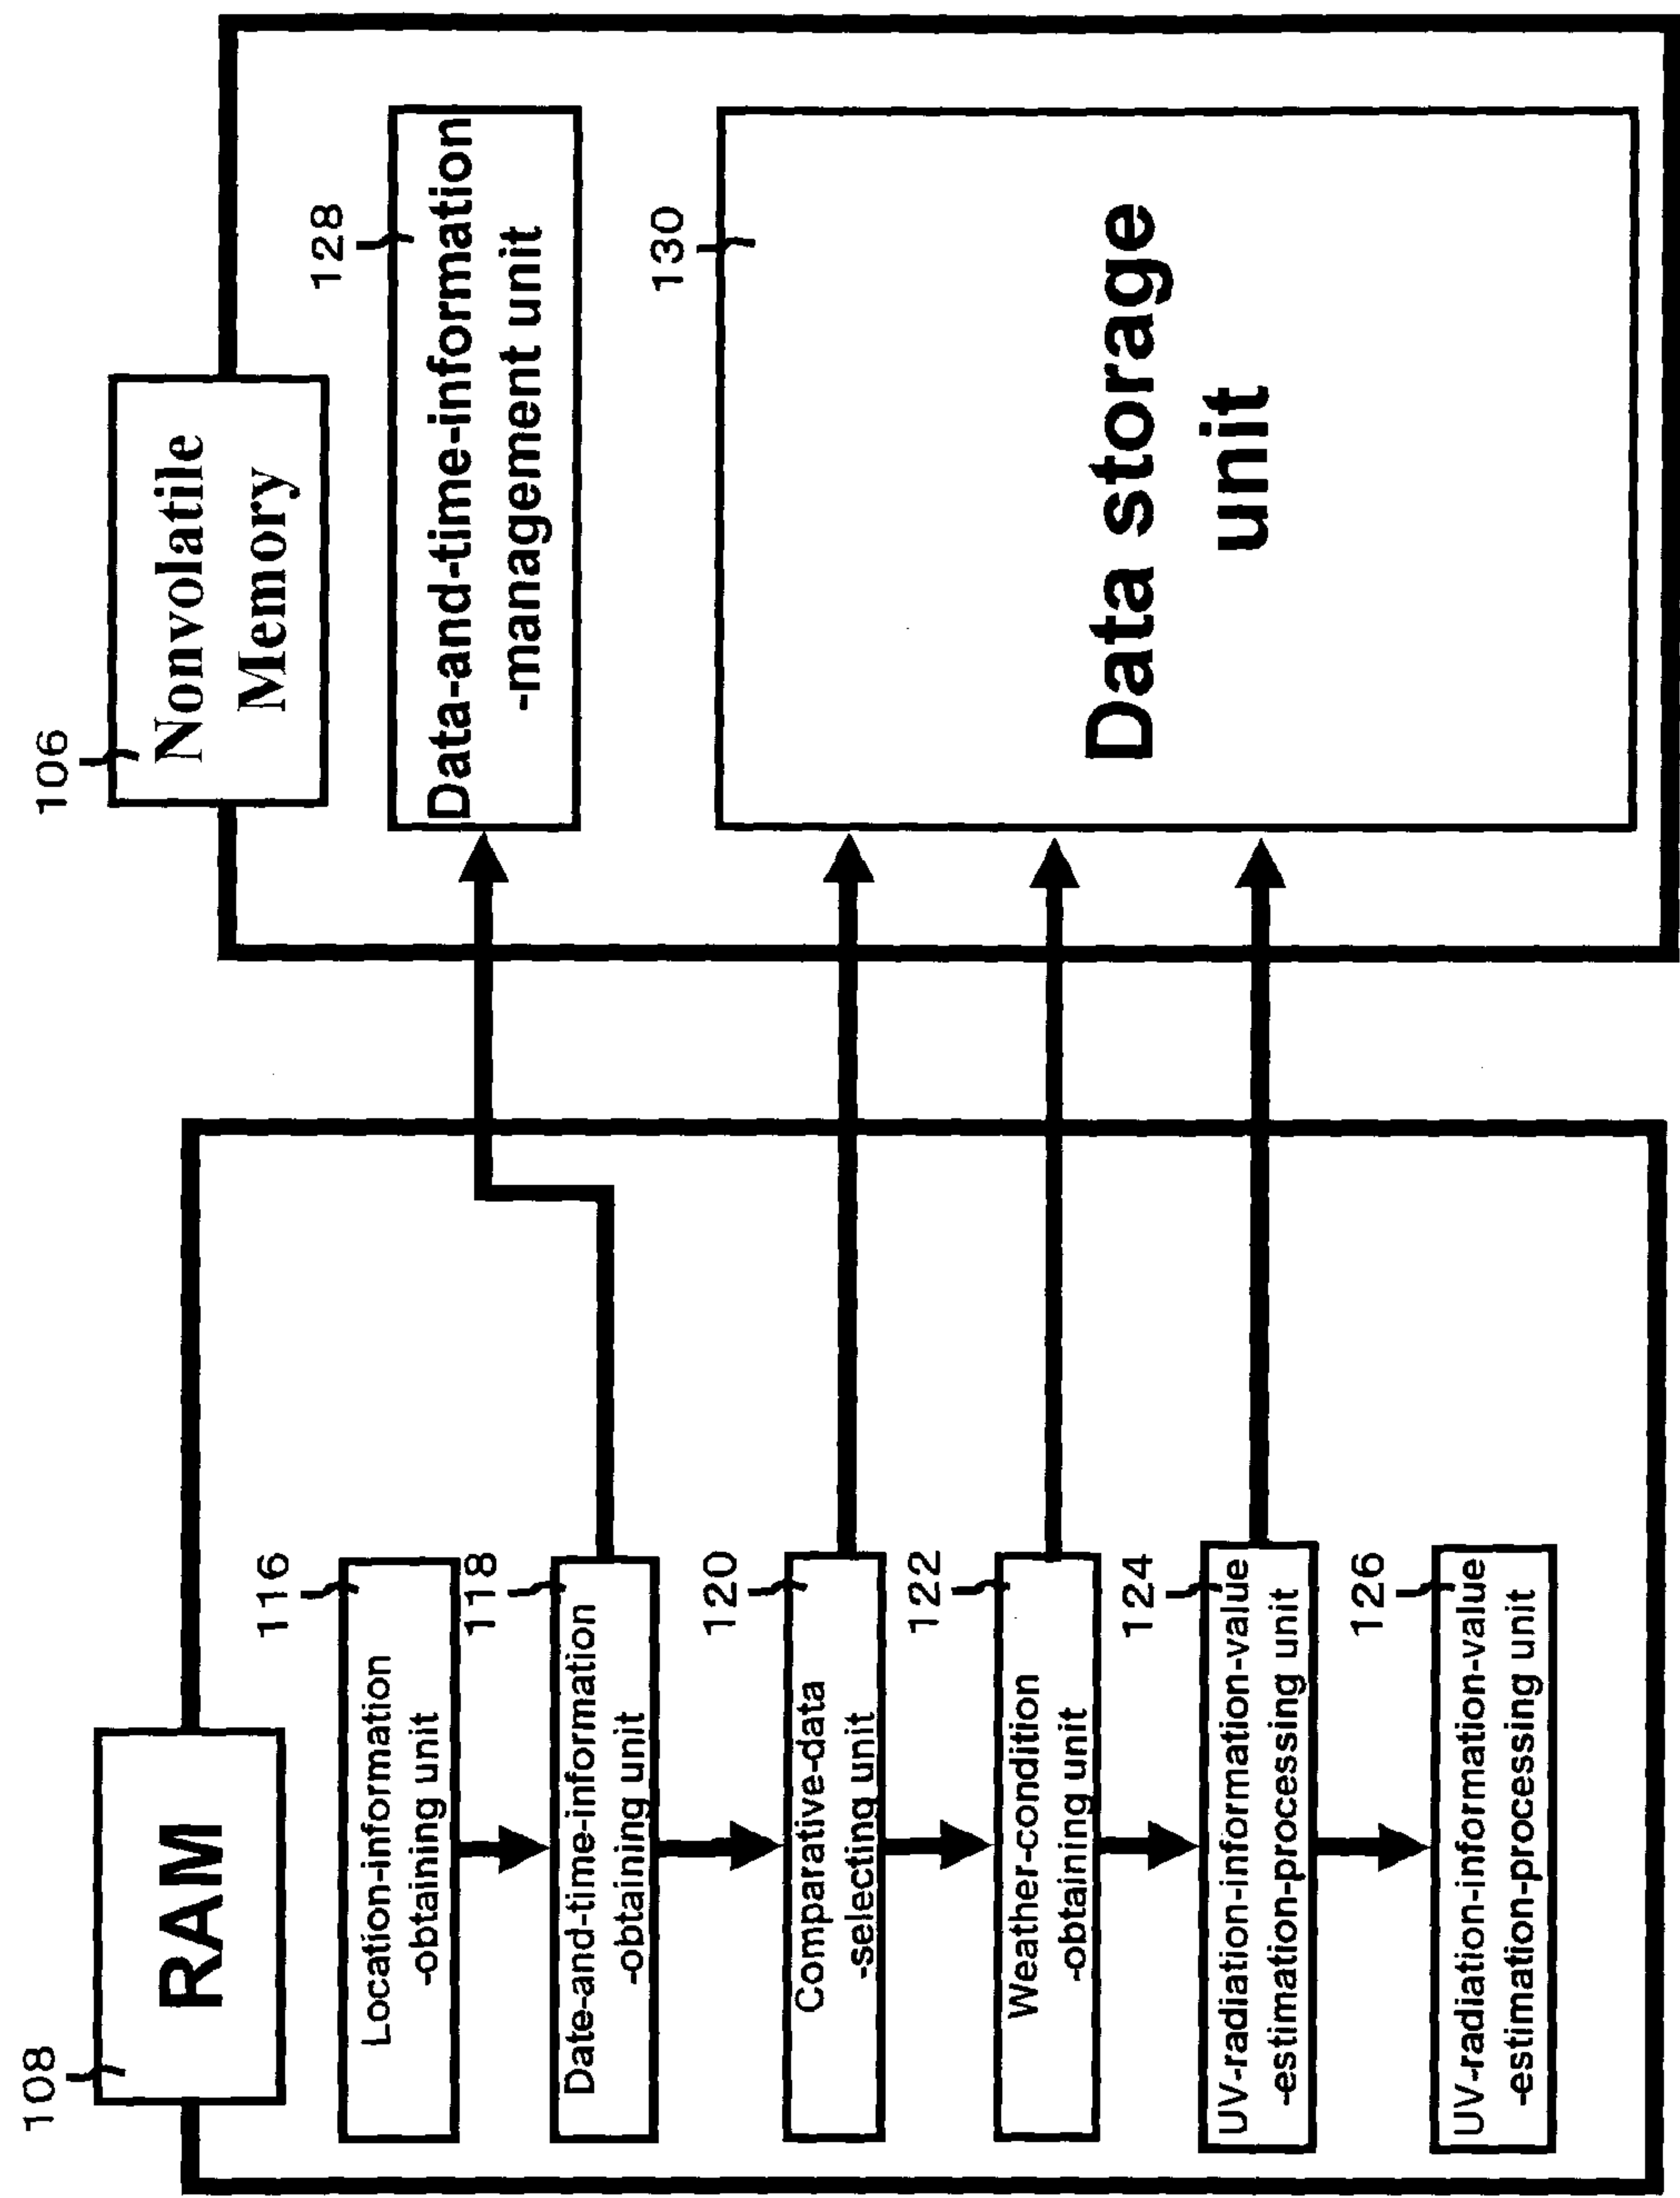 108
RAM
116
Location-information
-obtaining unit
118
Date-and-time-information
-obtaining unit
120
Comparative-data
-selecting unit
122
Weather-condition
-obtaining unit
124
UV-radiation-information-value
-estimation-processing unit
126
UV-radiation-information-value
-estimation-processing unit
106
Nonvolatile
Memory
128
Data-and-time-information
-management unit
130
Data storage
unit